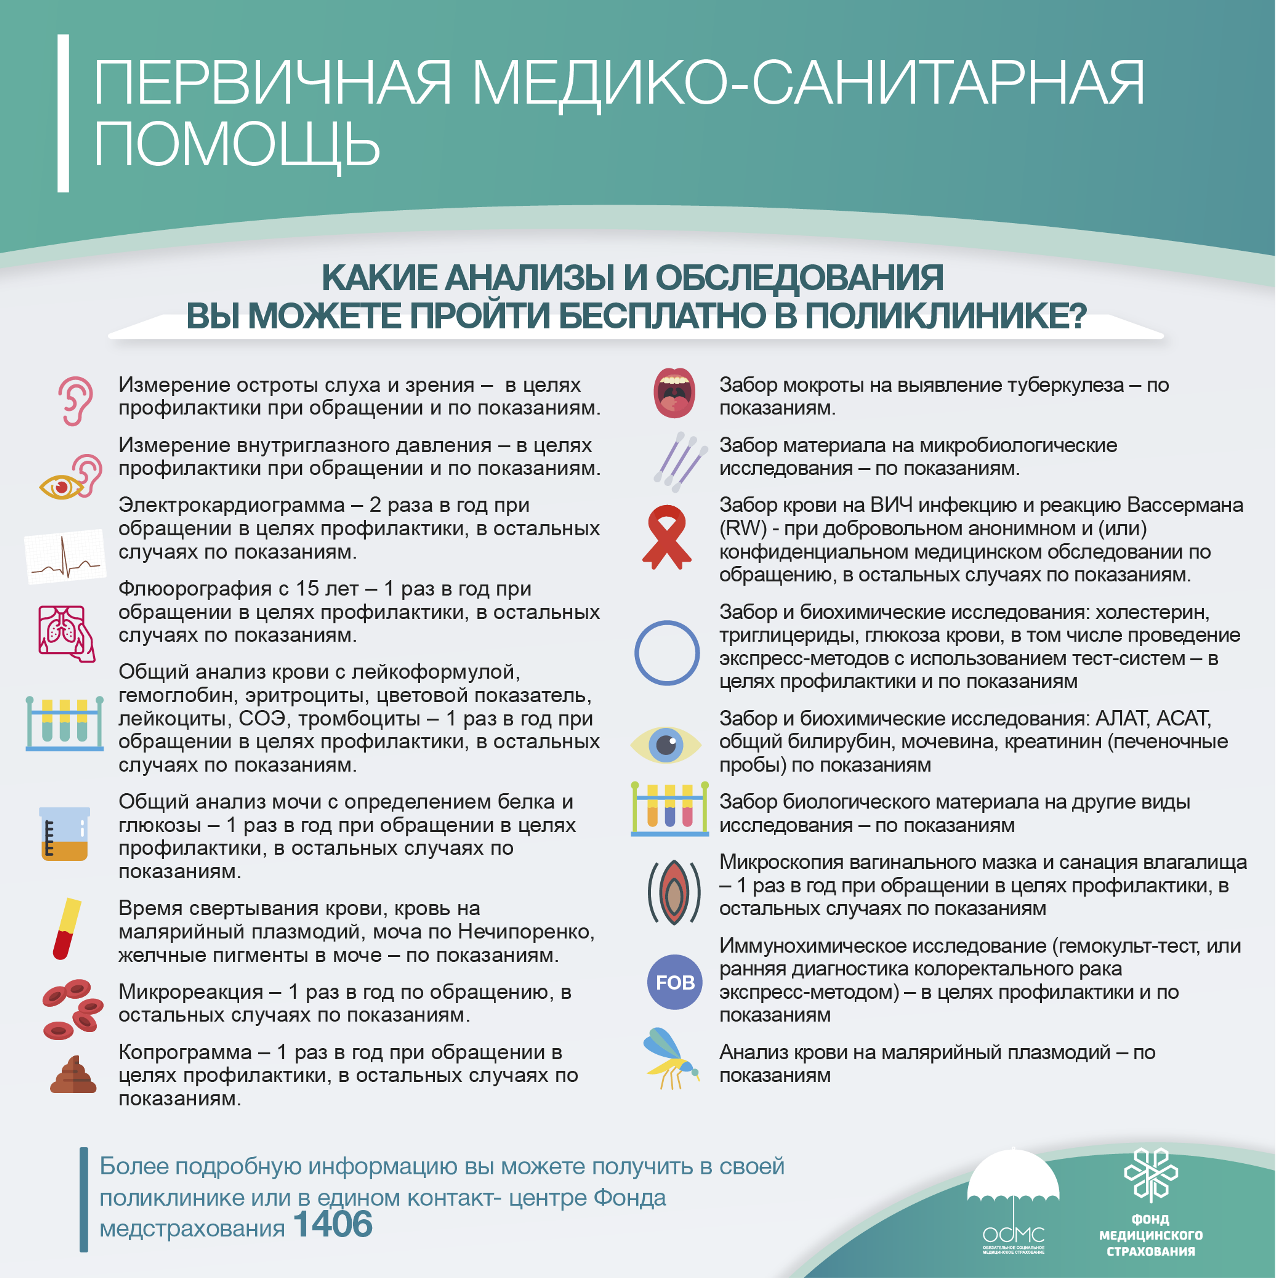 ПЕРВИЧНАЯ МЕДИКО-САНИТАРНАЯ
ПОМОЩЬ
КАКИЕ АНАЛИЗЫ И ОБСЛЕДОВАНИЯ
ВЫ МОЖЕТЕ ПРОЙТИ БЕСПЛАТНО В ПОЛИКЛИНИКЕ?
Измерение остроты слуха и зрения – в целях
профилактики при обращении и по показаниям.
Измерение внутриглазного давления – в целях
профилактики при обращении и по показаниям.
Электрокардиограмма – 2 раза в год при
обращении в целях профилактики, в остальных
случаях по показаниям.
Флюорография с 15 лет – 1 раз в год при
обращении в целях профилактики, в остальных
случаях по показаниям.
Общий анализ крови с лейкоформулой,
гемоглобин, эритроциты, цветовой показатель,
лейкоциты, СОЭ, тромбоциты – 1 раз в год при
обращении в целях профилактики, в остальных
случаях по показаниям.
Общий анализ мочи с определением белка и
глюкозы – 1 раз в год при обращении в целях
профилактики, в остальных случаях по
показаниям.
Время свертывания крови, кровь на
малярийный плазмодий, моча по Нечипоренко,
желчные пигменты в моче – по показаниям.
Микрореакция – 1 раз в год по обращению, в
остальных случаях по показаниям.
Копрограмма – 1 раз в год при обращении в
целях профилактики, в остальных случаях по
показаниям.
Забор мокроты на выявление туберкулеза – по
показаниям.
Забор материала на микробиологические
исследования – по показаниям.
Забор крови на ВИЧ инфекцию и реакцию Вассермана
(RW) - при добровольном анонимном и (или)
конфиденциальном медицинском обследовании по
обращению, в остальных случаях по показаниям.
Забор и биохимические исследования: холестерин,
триглицериды, глюкоза крови, в том числе проведение
экспресс-методов с использованием тест-систем – в
целях профилактики и по показаниям
Забор и биохимические исследования: АЛАТ, АСАТ,
общий билирубин, мочевина, креатинин (печеночные
пробы) по показаниям
Забор биологического материала на другие виды
исследования – по показаниям
Микроскопия вагинального мазка и санация влагалища
– 1 раз в год при обращении в целях профилактики, в
остальных случаях по показаниям
FOB
Иммунохимическое исследование (гемокульт-тест, или
ранняя диагностика колоректального рака
экспресс-методом) – в целях профилактики и по
показаниям
Анализ крови на малярийный плазмодий – по
показаниям
Более подробную информацию вы можете получить в своей
поликлинике или в едином контакт- центре Фонда
медстрахования 1406
ОСМС
ОБЯЗАТЕЛЬНОЕ СОЦИАЛЬНОЕ
МЕДИЦИНСКОЕ СТРАХОВАНИЕ
ФОНД
МЕДИЦИНСКОГО
СТРАХОВАНИЯ